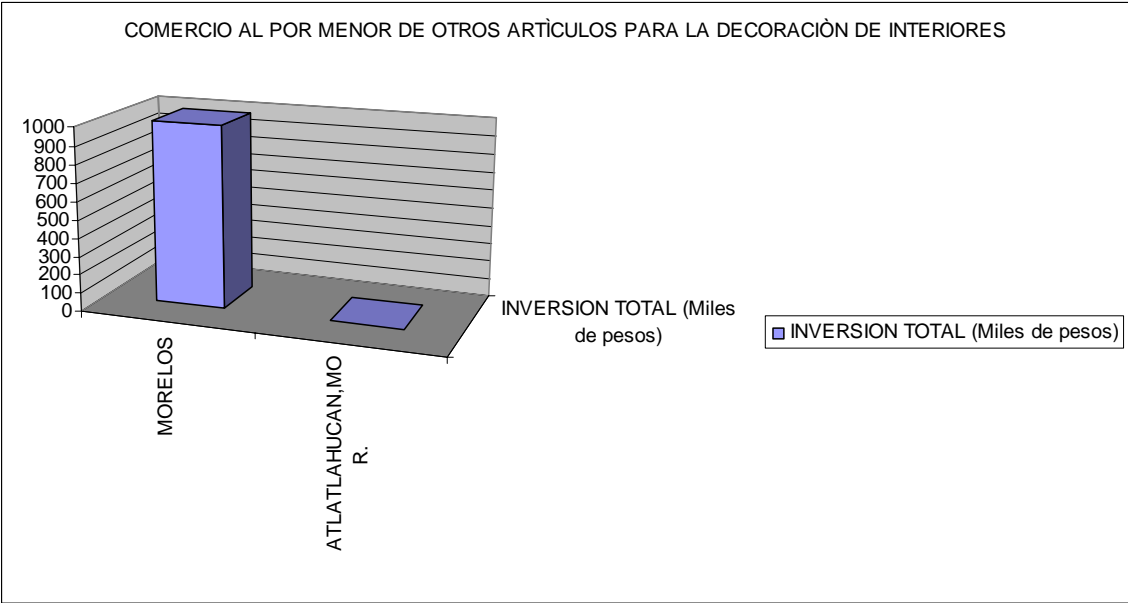 COMERCIO AL POR MENOR DE OTROS ARTÌCULOS PARA LA DECORACIÒN DE INTERIORES
1000
900
800
700
600
500
400
300
200
100
0
MORELOS
ATLATLAHUCAN,MO
R.
INVERSION TOTAL (Miles
de pesos)
INVERSION TOTAL (Miles de pesos)